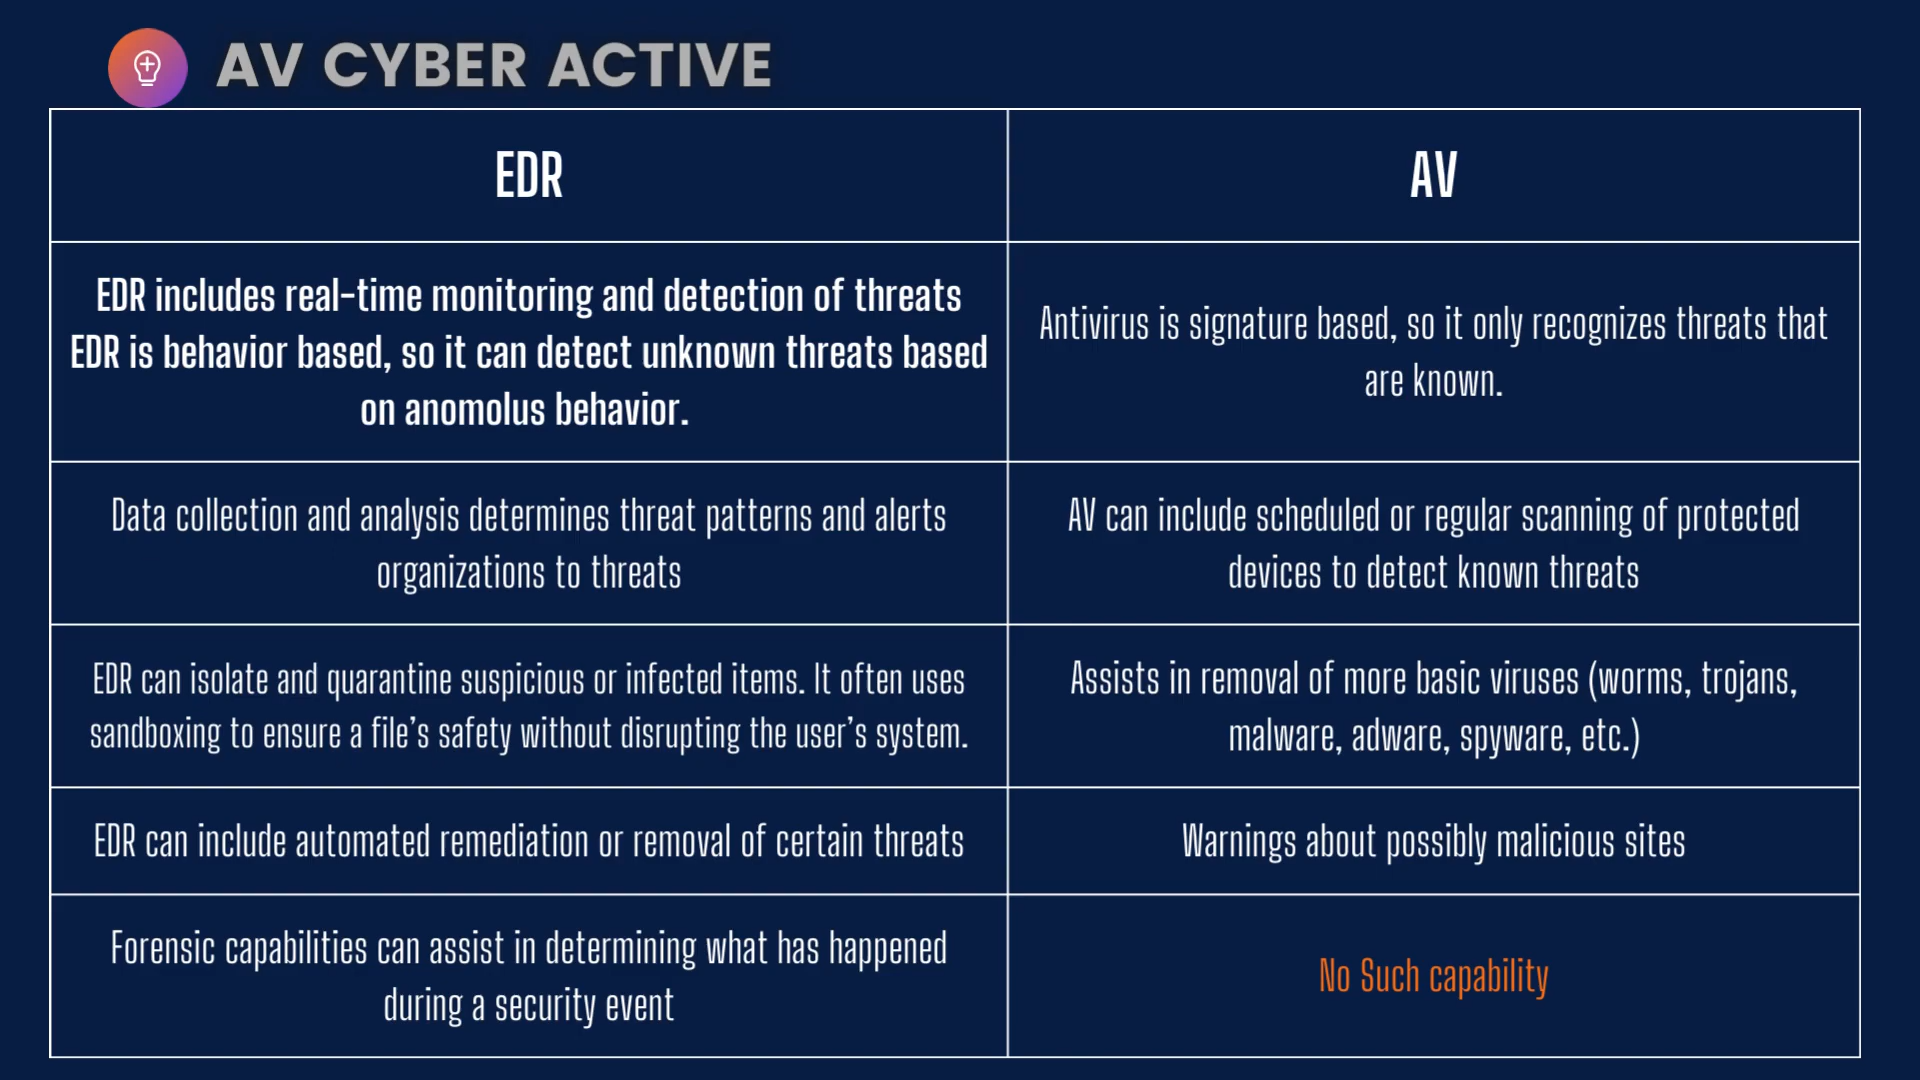 AV CYBER ACTIVE
EDR
AV
EDR includes real-time monitoring and detection of threats
EDR is behavior based, so it can detect unknown threats based
on anomolus behavior.
Antivirus is signature based, so it only recognizes threats that
are known.
Data collection and analysis determines threat patterns and alerts
organizations to threats
AV can include scheduled or regular scanning of protected
devices to detect known threats
EDR can isolate and quarantine suspicious or infected items. It often uses
sandboxing to ensure a file's safety without disrupting the user's system.
Assists in removal of more basic viruses (worms, trojans,
malware, adware, spyware, etc.)
EDR can include automated remediation or removal of certain threats
Warnings about possibly malicious sites
Forensic capabilities can assist in determining what has happened
during a security event
No Such capability